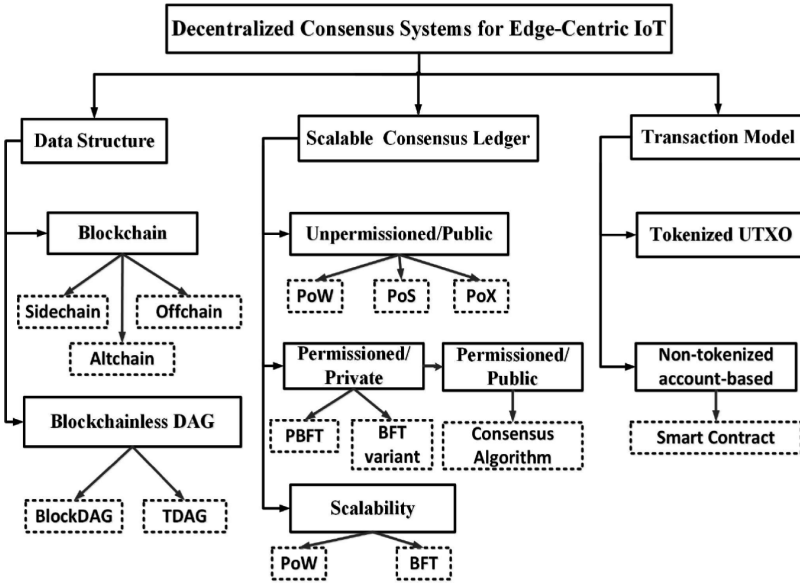 Decentralized Consensus Systems for Edge-Centric IoT
Data Structure
Scalable Consensus Ledger
Transaction Model
Blockchain
Unpermissioned/Public
Tokenized UTXO
Sidechain
Offchain
Altchain
PoW
PoS
PoX
Permissioned/
Private
Permissioned/
Public
Non-tokenized
account-based
Blockchainless DAG
PBFT
BFT
variant
Consensus
Algorithm
Smart Contract
BlockDAG
TDAG
Scalability
PoW
BFT